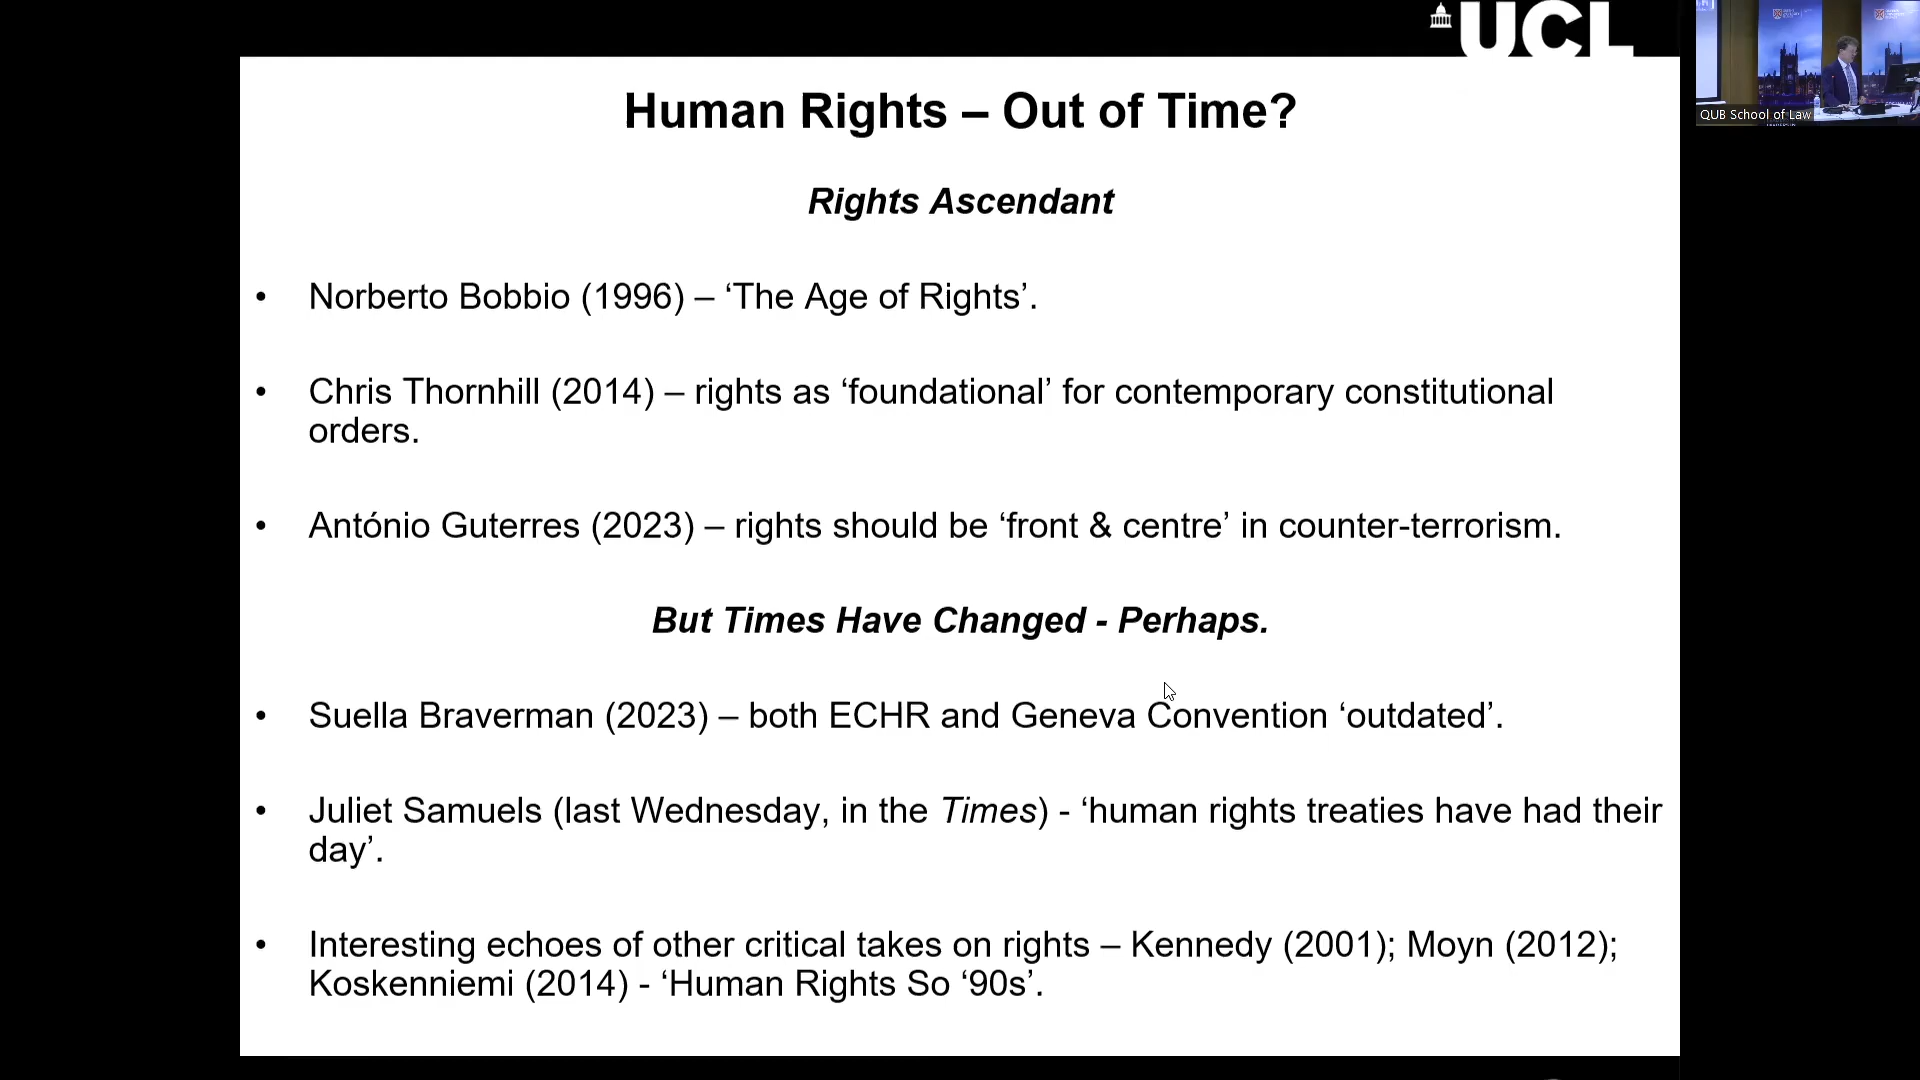 UCL
Human Rights – Out of Time?
Rights Ascendant
• Norberto Bobbio (1996) – ‘The Age of Rights’.
• Chris Thornhill (2014) – rights as ‘foundational’ for contemporary constitutional
orders.
• António Guterres (2023) – rights should be ‘front & centre’ in counter-terrorism.
But Times Have Changed - Perhaps.
• Suella Braverman (2023) – both ECHR and Geneva Convention ‘outdated’.
• Juliet Samuels (last Wednesday, in the Times) - ‘human rights treaties have had their
day’.
• Interesting echoes of other critical takes on rights – Kennedy (2001); Moyn (2012);
Koskenniemi (2014) - ‘Human Rights So ‘90s’.
QUB School of Law